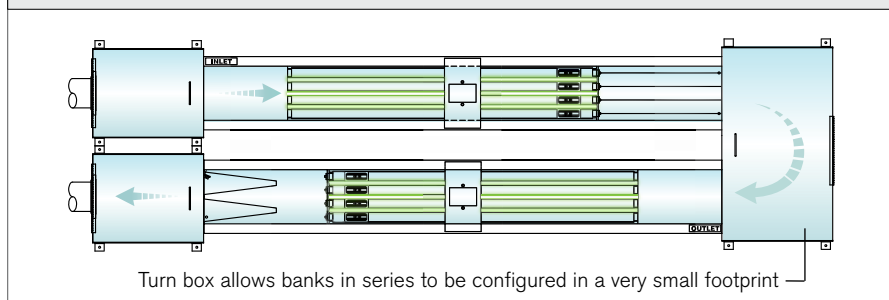 INLET
OUTLET
Turn box allows banks in series to be configured in a very small footprint